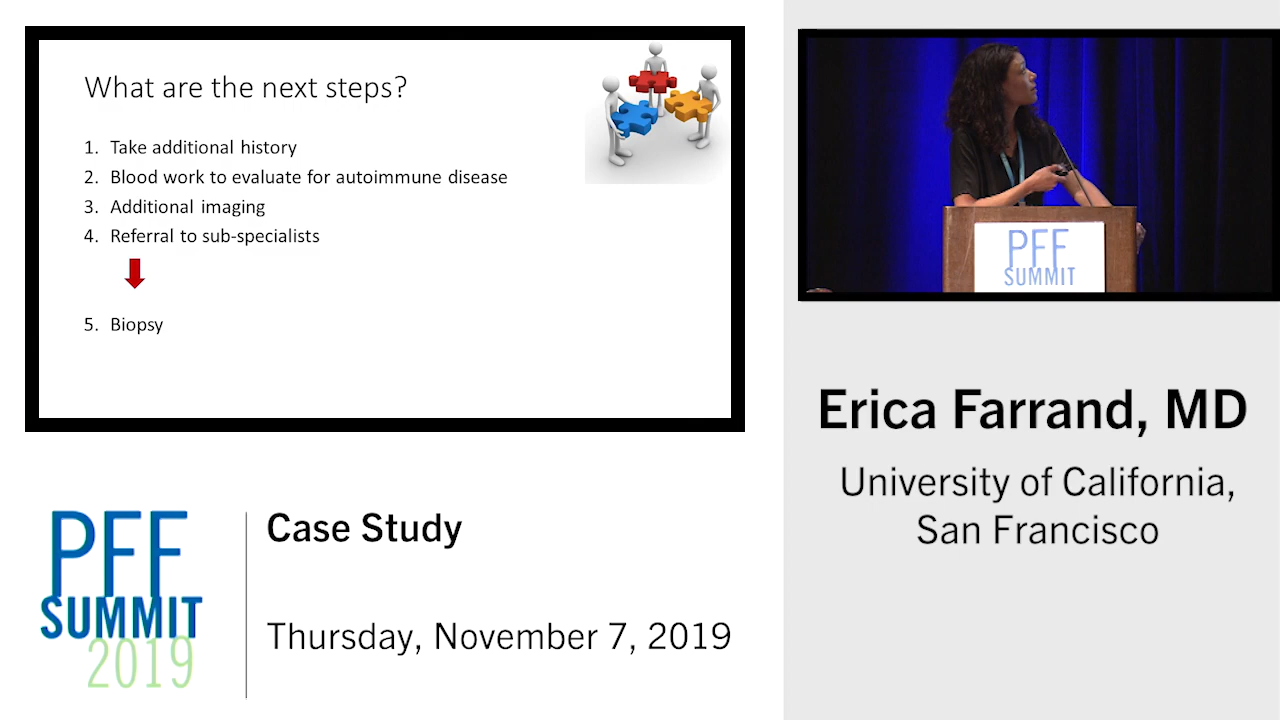 What are the next steps?
1. Take additional history
2. Blood work to evaluate for autoimmune disease
3. Additional imaging
4. Referral to sub-specialists
5. Biopsy
PFF
SUMMIT
Erica Farrand, MD
University of California,
San Francisco
PFF
SUMMIT
2019
Case Study
Thursday, November 7, 2019